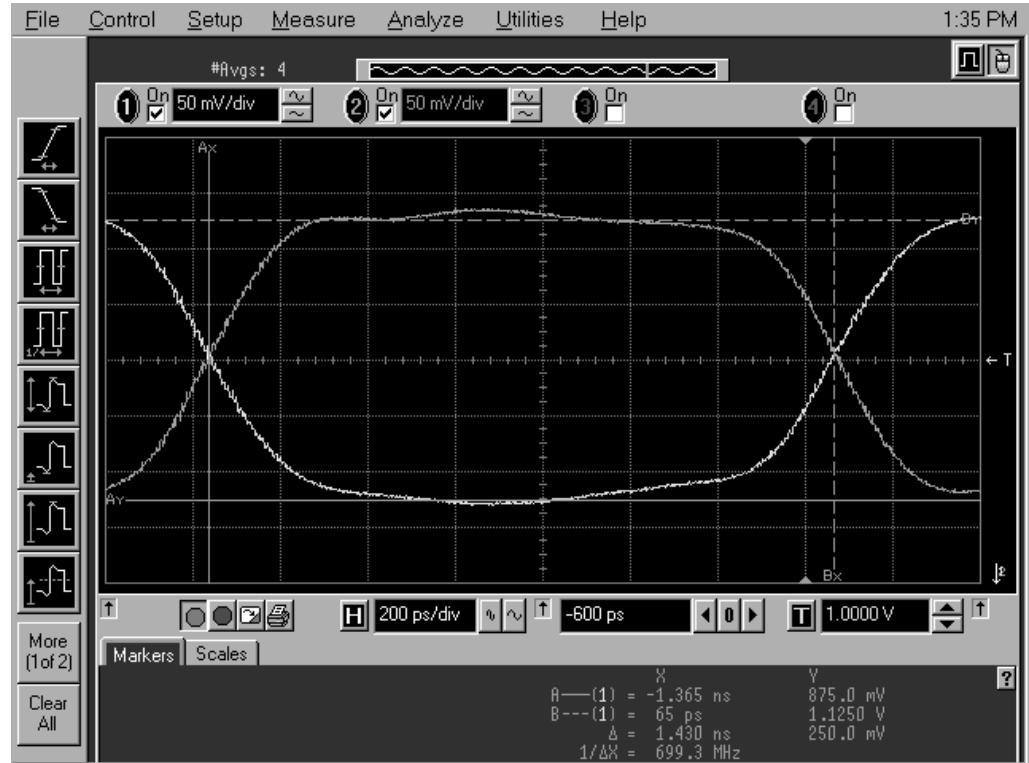 File Control Setup Measure Analyze Utilities Help 1:35 PM
#Avgs: 4
1 On 50 mV/div 2 On 50 mV/div 3 On 4 On
Ax
By
T
Ay
Bx
2
H 200 ps/div -600 ps 0 T 1.0000 V
More
(1of 2)
Clear
All
Markers Scales
?
X Y
A——(1) = -1.365 ns 875.0 mV
B---(1) = 65 ps 1.1250 V
Δ = 1.430 ns 250.0 mV
1/ΔX = 699.3 MHz